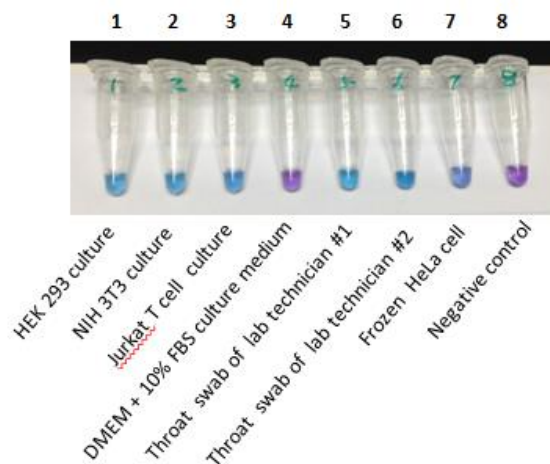 1 2 3 4 5 6 7 8
1 2 3 4 5 6 7 8
HEK 293 culture
NIH 3T3 culture
Jurkat T cell culture
DMEM + 10% FBS culture medium
Throat swab of lab technician #1
Throat swab of lab technician #2
Frozen HeLa cell
Negative control